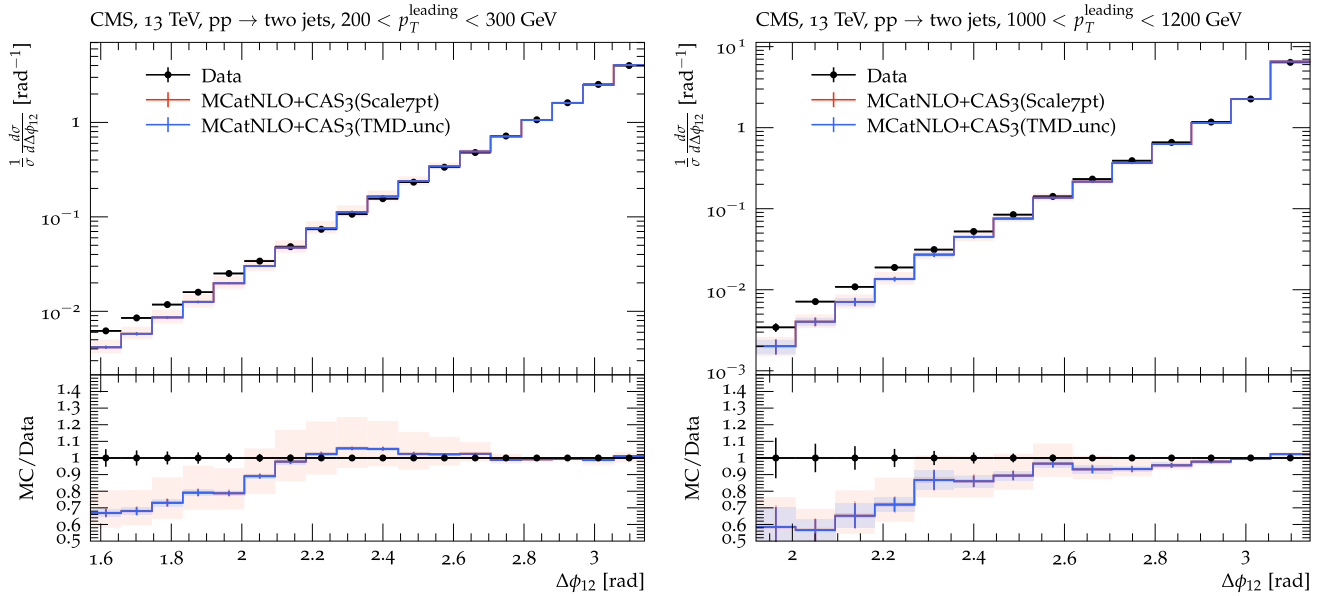 CMS, 13 TeV, pp → two jets, 200 < p_T^leading < 300 GeV
1/σ dσ/dΔϕ12 [rad−1]
Data
MCatNLO+CAS3(Scale7pt)
MCatNLO+CAS3(TMD_unc)
1
10−1
10−2
MC/Data
1.4
1.3
1.2
1.1
1
0.9
0.8
0.7
0.6
0.5
1.6 1.8 2 2.2 2.4 2.6 2.8 3
Δϕ12 [rad]
CMS, 13 TeV, pp → two jets, 1000 < p_T^leading < 1200 GeV
1/σ dσ/dΔϕ12 [rad−1]
10^1
Data
MCatNLO+CAS3(Scale7pt)
MCatNLO+CAS3(TMD_unc)
1
10−1
10−2
10−3
MC/Data
1.4
1.3
1.2
1.1
1
0.9
0.8
0.7
0.6
0.5
2 2.2 2.4 2.6 2.8 3
Δϕ12 [rad]